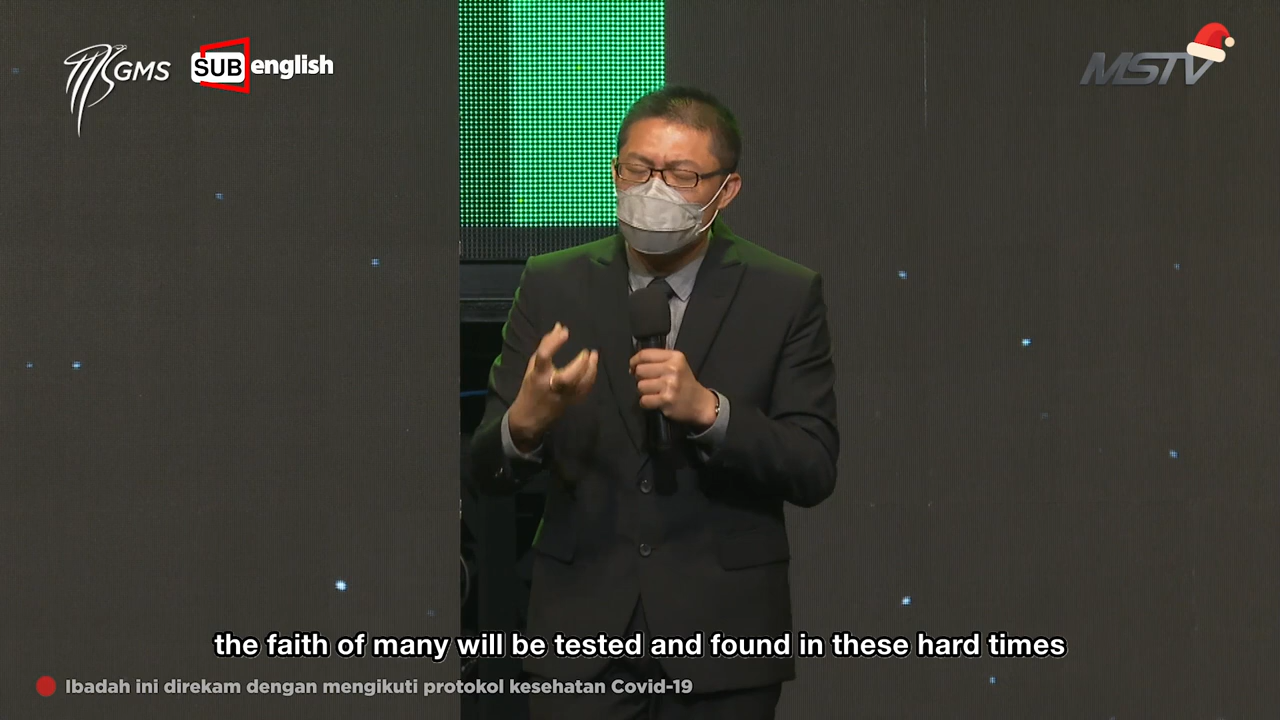 GMS
SUB english
MSTV
the faith of many will be tested and found in these hard times
Ibadah ini direkam dengan mengikuti protokol kesehatan Covid-19